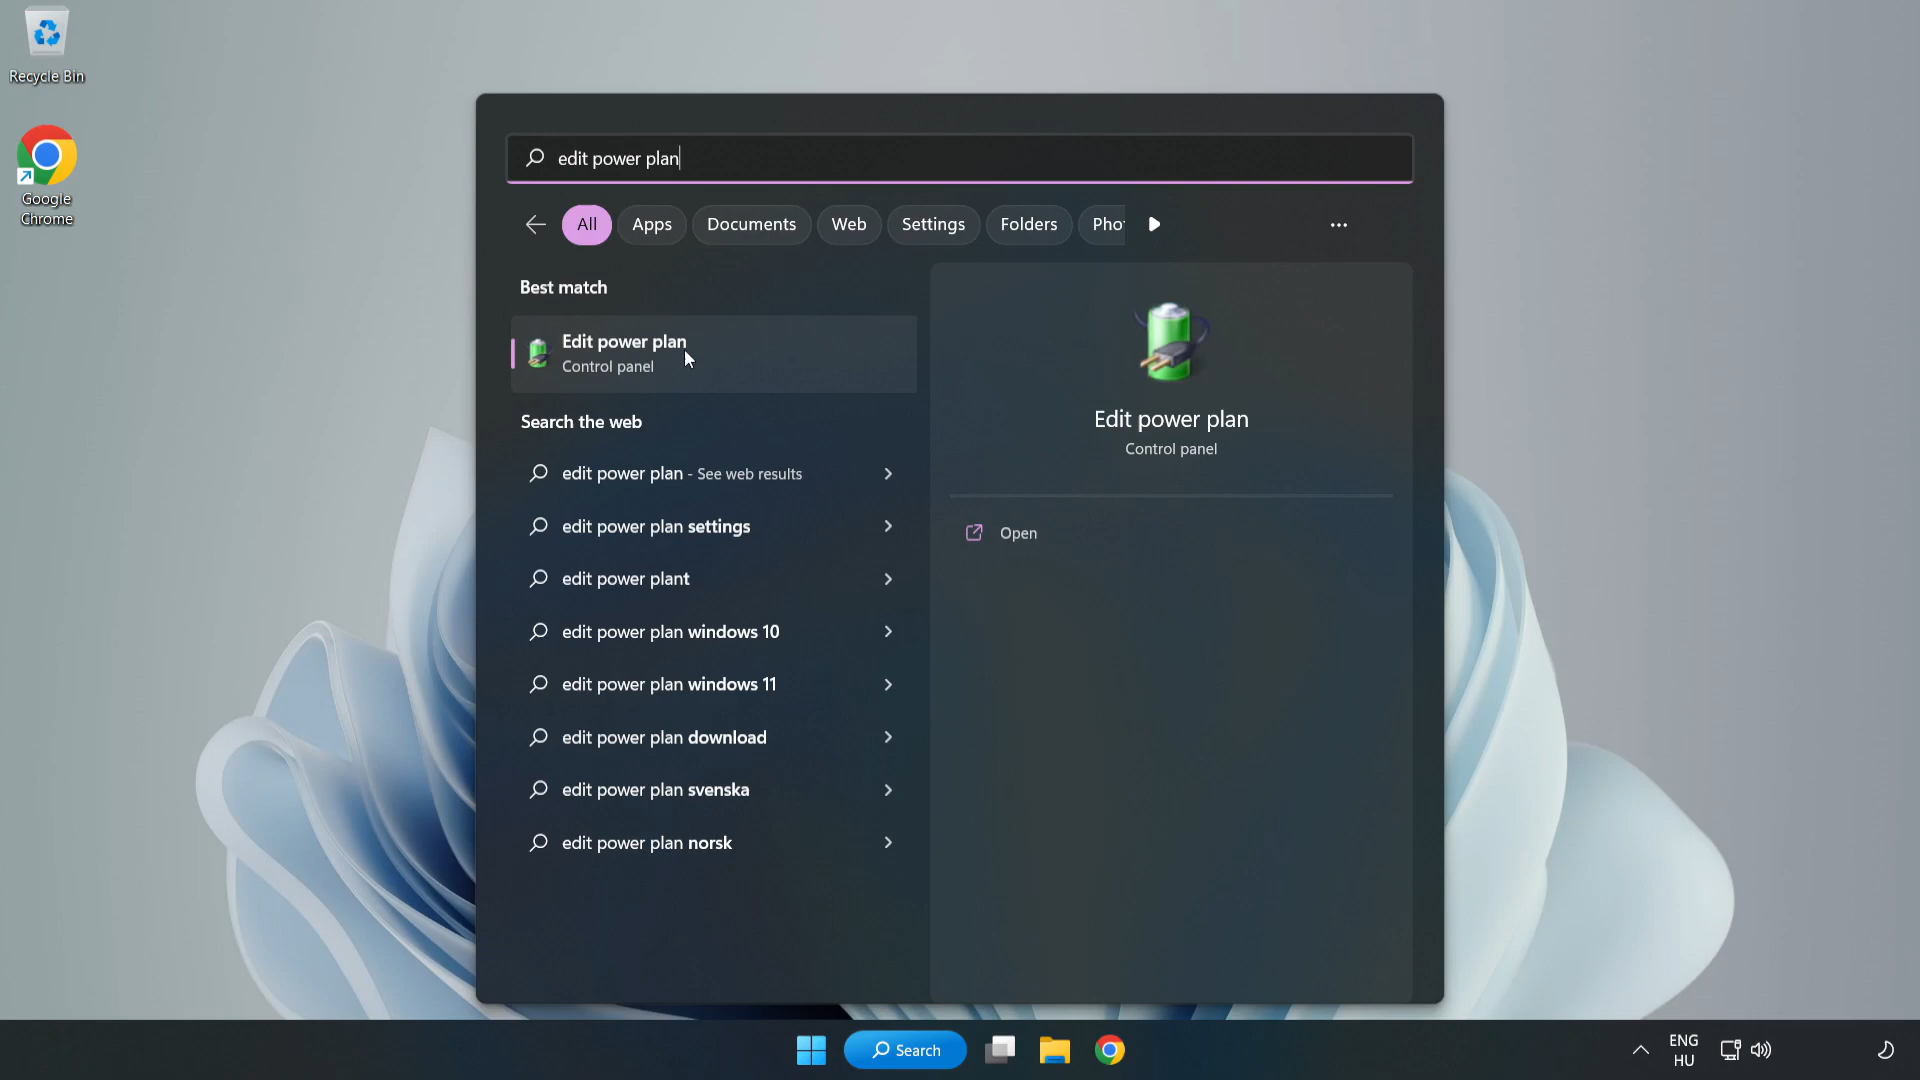 Recycle Bin
Google
Chrome
edit power plan
All
Apps
Documents
Web
Settings
Folders
Pho
Best match
Edit power plan
Control panel
Search the web
edit power plan - See web results
edit power plan settings
edit power plant
edit power plan windows 10
edit power plan windows 11
edit power plan download
edit power plan svenska
edit power plan norsk
Edit power plan
Control panel
Open
Search
ENG
HU